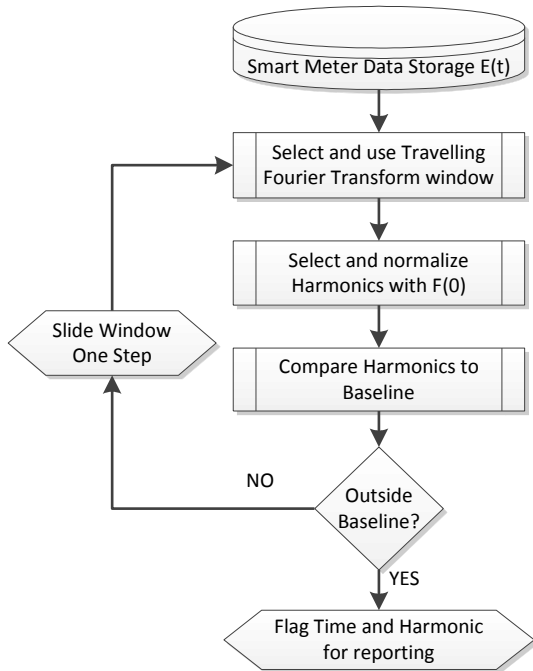 Smart Meter Data Storage E(t)
Select and use Travelling
Fourier Transform window
Select and normalize
Harmonics with F(0)
Slide Window
One Step
Compare Harmonics to
Baseline
NO
Outside
Baseline?
YES
Flag Time and Harmonic
for reporting